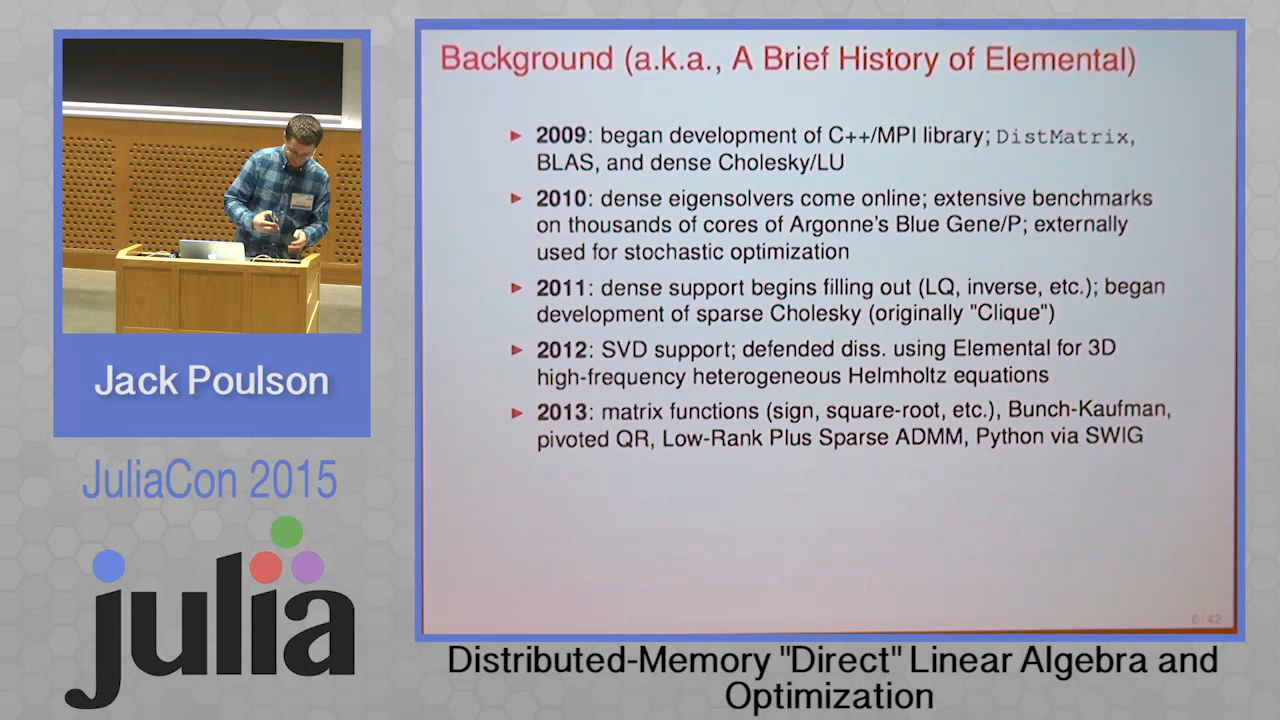 Background (a.k.a., A Brief History of Elemental)
2009: began development of C++/MPI library; DistMatrix,
BLAS, and dense Cholesky/LU
2010: dense eigensolvers come online; extensive benchmarks
on thousands of cores of Argonne's Blue Gene/P; externally
used for stochastic optimization
2011: dense support begins filling out (LQ, inverse, etc.); began
development of sparse Cholesky (originally "Clique")
2012: SVD support; defended diss. using Elemental for 3D
high-frequency heterogeneous Helmholtz equations
2013: matrix functions (sign, square-root, etc.), Bunch-Kaufman,
pivoted QR, Low-Rank Plus Sparse ADMM, Python via SWIG
6/42
Jack Poulson
JuliaCon 2015
julia
Distributed-Memory "Direct" Linear Algebra and
Optimization